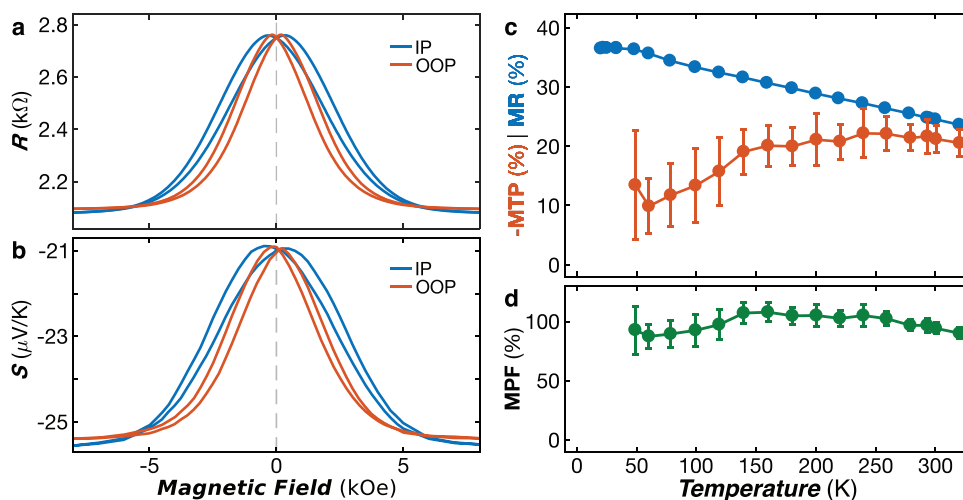 a
2.8
2.6
2.4
2.2
R (kΩ)
IP
OOP
b
-21
-23
-25
S (μV/K)
IP
OOP
-5
0
5
Magnetic Field (kOe)
c
40
30
20
10
0
-MTP (%) | MR (%)
d
100
50
0
MPF (%)
0
50
100
150
200
250
300
Temperature (K)